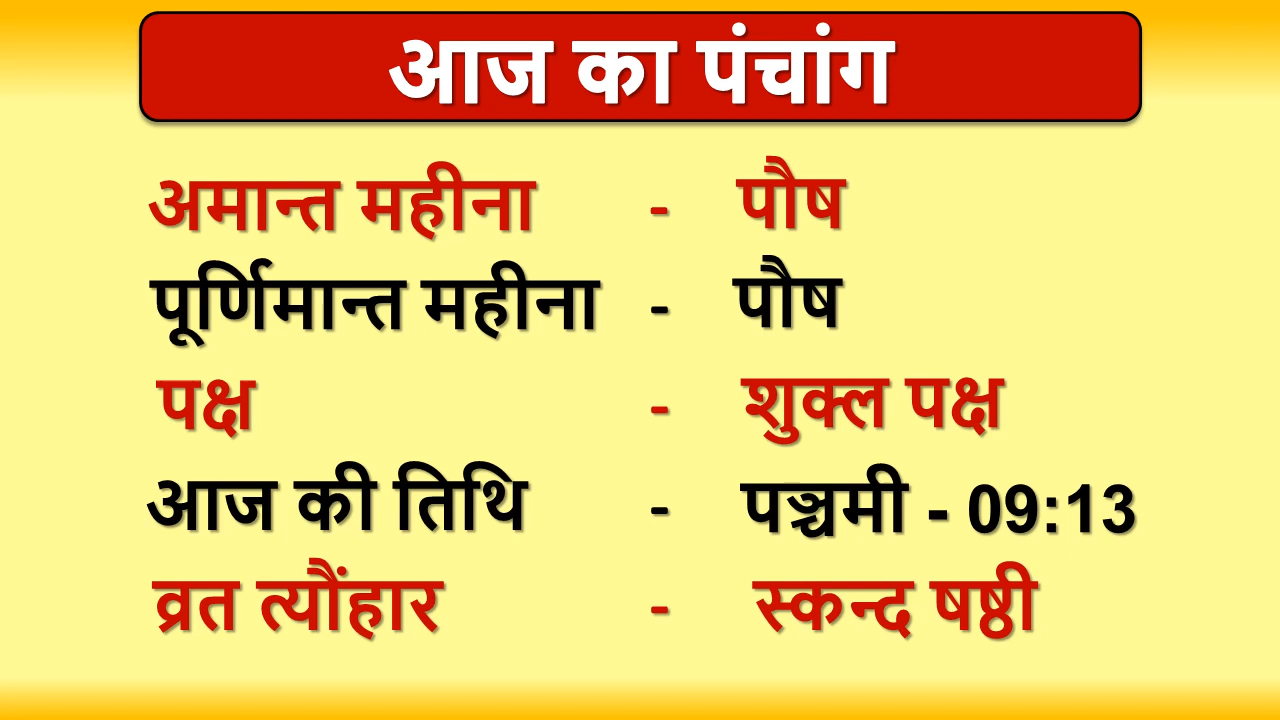 आज का पंचांग
अमान्त महीना - पौष
पूर्णिमान्त महीना - पौष
पक्ष - शुक्ल पक्ष
आज की तिथि - पञ्चमी - 09:13
व्रत त्यौंहार - स्कन्द षष्ठी